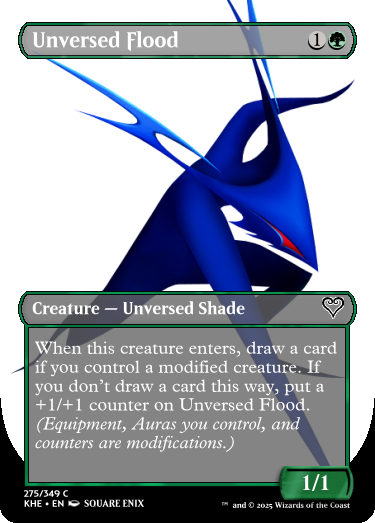 Unversed Flood 1
Creature — Unversed Shade
When this creature enters, draw a card
if you control a modified creature. If
you don't draw a card this way, put a
+1/+1 counter on Unversed Flood.
(Equipment, Auras you control, and
counters are modifications.)
1/1
275/349 C
KHE • EN SQUARE ENIX ™ and © 2025 Wizards of the Coast